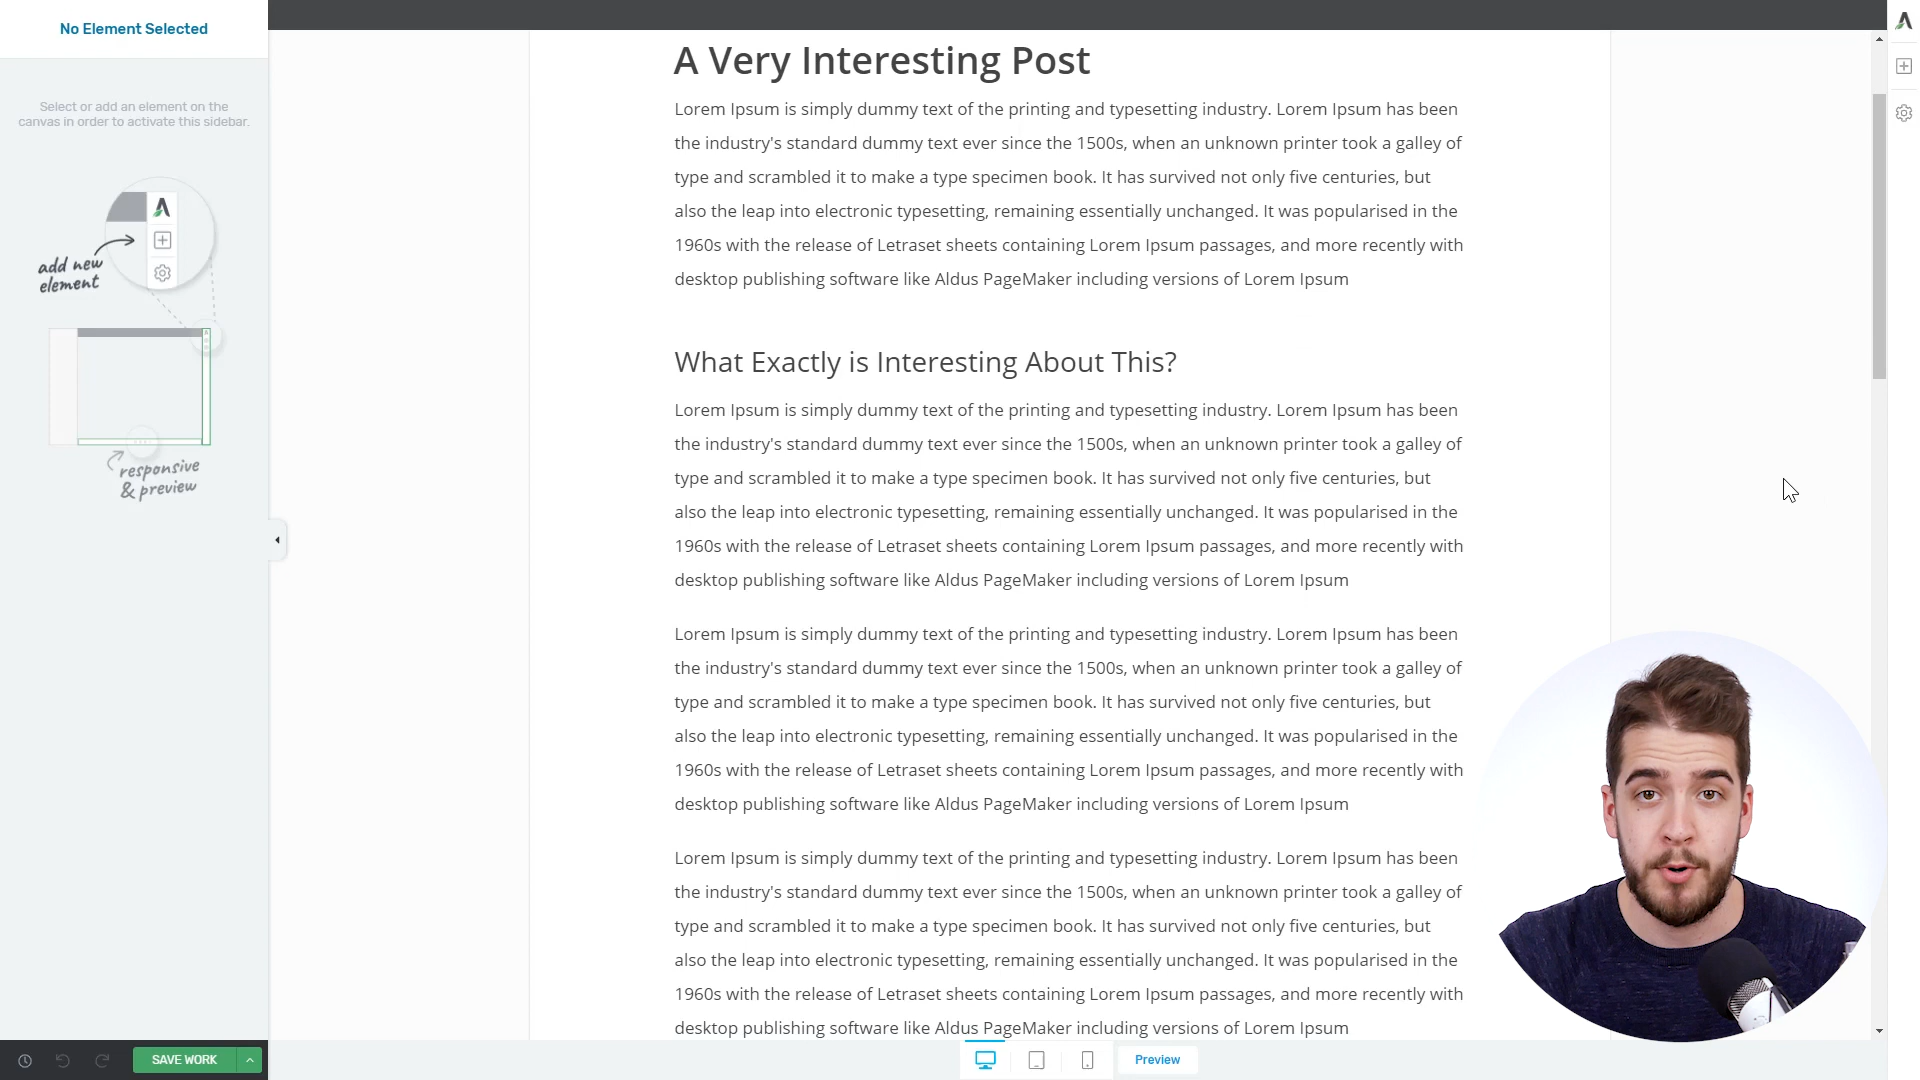 No Element Selected
Select or add an element on the
canvas in order to activate this sidebar.
add new
element
responsive
& preview
SAVE WORK
A Very Interesting Post
Lorem Ipsum is simply dummy text of the printing and typesetting industry. Lorem Ipsum has been
the industry's standard dummy text ever since the 1500s, when an unknown printer took a galley of
type and scrambled it to make a type specimen book. It has survived not only five centuries, but
also the leap into electronic typesetting, remaining essentially unchanged. It was popularised in the
1960s with the release of Letraset sheets containing Lorem Ipsum passages, and more recently with
desktop publishing software like Aldus PageMaker including versions of Lorem Ipsum
What Exactly is Interesting About This?
Lorem Ipsum is simply dummy text of the printing and typesetting industry. Lorem Ipsum has been
the industry's standard dummy text ever since the 1500s, when an unknown printer took a galley of
type and scrambled it to make a type specimen book. It has survived not only five centuries, but
also the leap into electronic typesetting, remaining essentially unchanged. It was popularised in the
1960s with the release of Letraset sheets containing Lorem Ipsum passages, and more recently with
desktop publishing software like Aldus PageMaker including versions of Lorem Ipsum
Lorem Ipsum is simply dummy text of the printing and typesetting industry. Lorem Ipsum has been
the industry's standard dummy text ever since the 1500s, when an unknown printer took a galley of
type and scrambled it to make a type specimen book. It has survived not only five centuries, but
also the leap into electronic typesetting, remaining essentially unchanged. It was popularised in the
1960s with the release of Letraset sheets containing Lorem Ipsum passages, and more recently with
desktop publishing software like Aldus PageMaker including versions of Lorem Ipsum
Lorem Ipsum is simply dummy text of the printing and typesetting industry. Lorem Ipsum has been
the industry's standard dummy text ever since the 1500s, when an unknown printer took a galley of
type and scrambled it to make a type specimen book. It has survived not only five centuries, but
also the leap into electronic typesetting, remaining essentially unchanged. It was popularised in the
1960s with the release of Letraset sheets containing Lorem Ipsum passages, and more recently with
desktop publishing software like Aldus PageMaker including versions of Lorem Ipsum
Preview